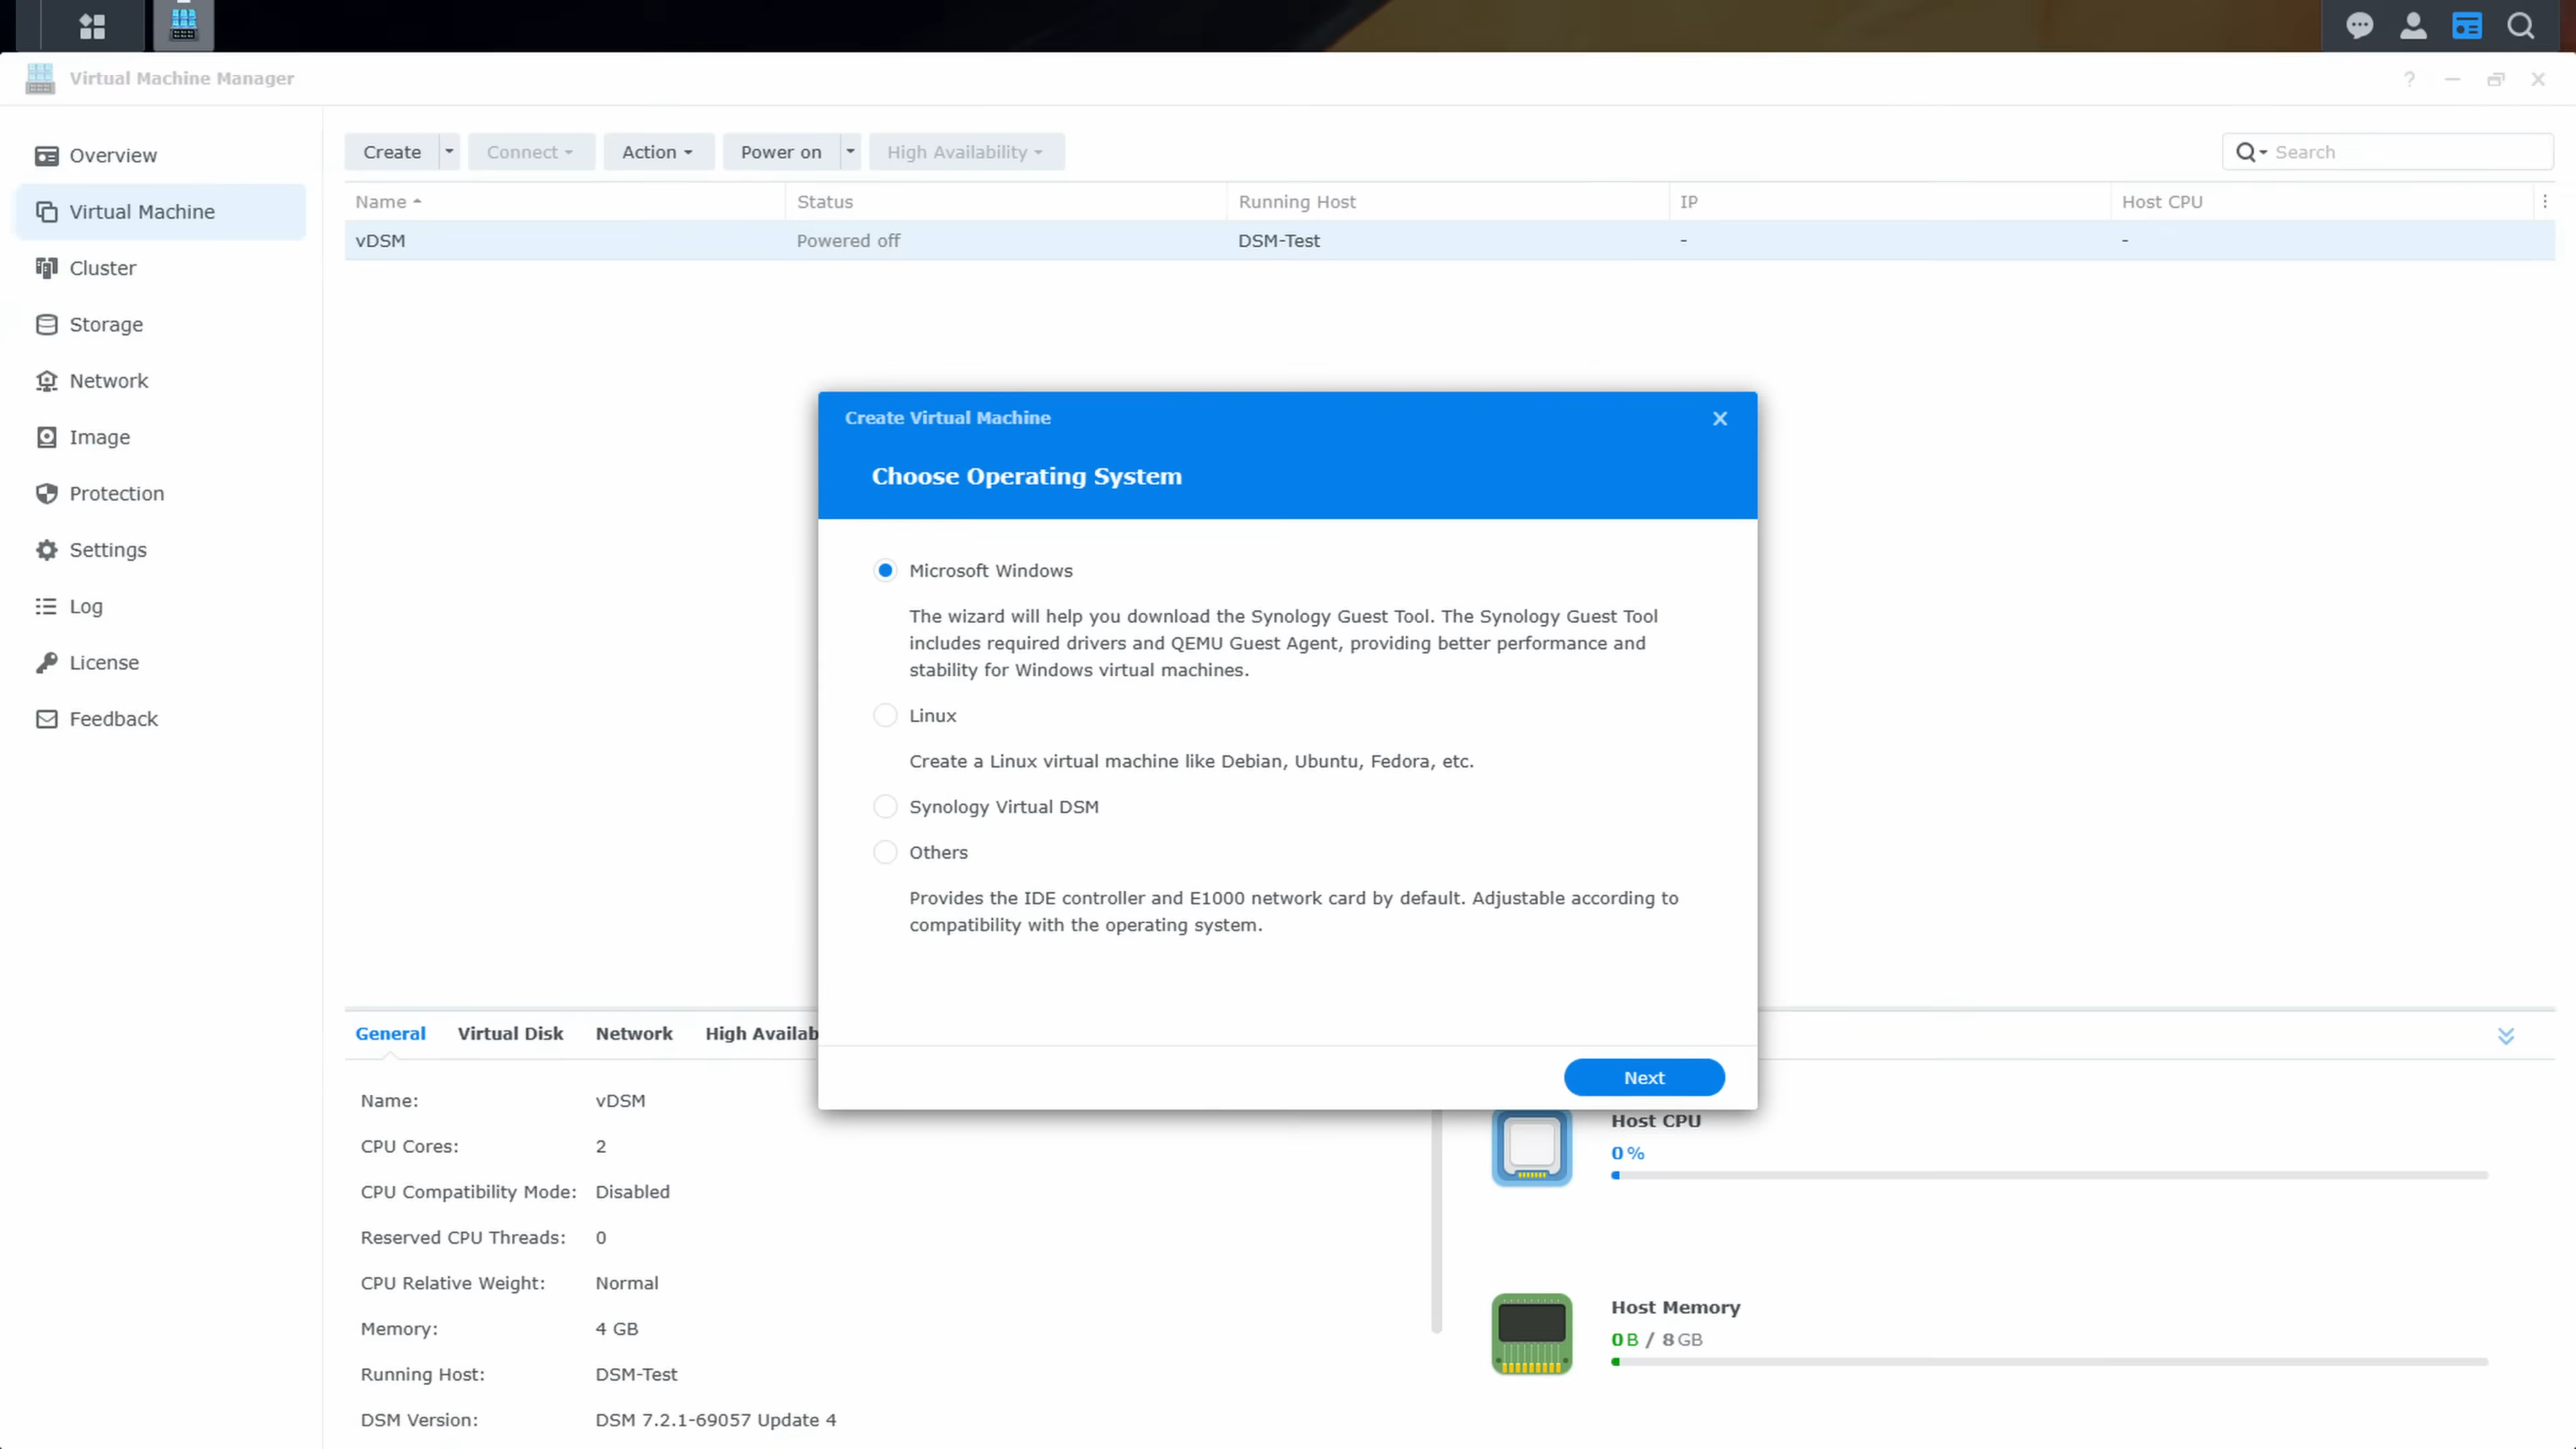 Virtual Machine Manager
?
Overview
Virtual Machine
Cluster
Storage
Network
Image
Protection
Settings
Log
License
Feedback
Create Connect Action Power on High Availability Search
Name Status Running Host IP Host CPU
vDSM Powered off DSM-Test - -
Create Virtual Machine
Choose Operating System
Microsoft Windows
The wizard will help you download the Synology Guest Tool. The Synology Guest Tool
includes required drivers and QEMU Guest Agent, providing better performance and
stability for Windows virtual machines.
Linux
Create a Linux virtual machine like Debian, Ubuntu, Fedora, etc.
Synology Virtual DSM
Others
Provides the IDE controller and E1000 network card by default. Adjustable according to
compatibility with the operating system.
Next
General Virtual Disk Network High Availab
Name: vDSM
CPU Cores: 2
CPU Compatibility Mode: Disabled
Reserved CPU Threads: 0
CPU Relative Weight: Normal
Memory: 4 GB
Running Host: DSM-Test
DSM Version: DSM 7.2.1-69057 Update 4
Host CPU
0 %
Host Memory
0 B / 8 GB